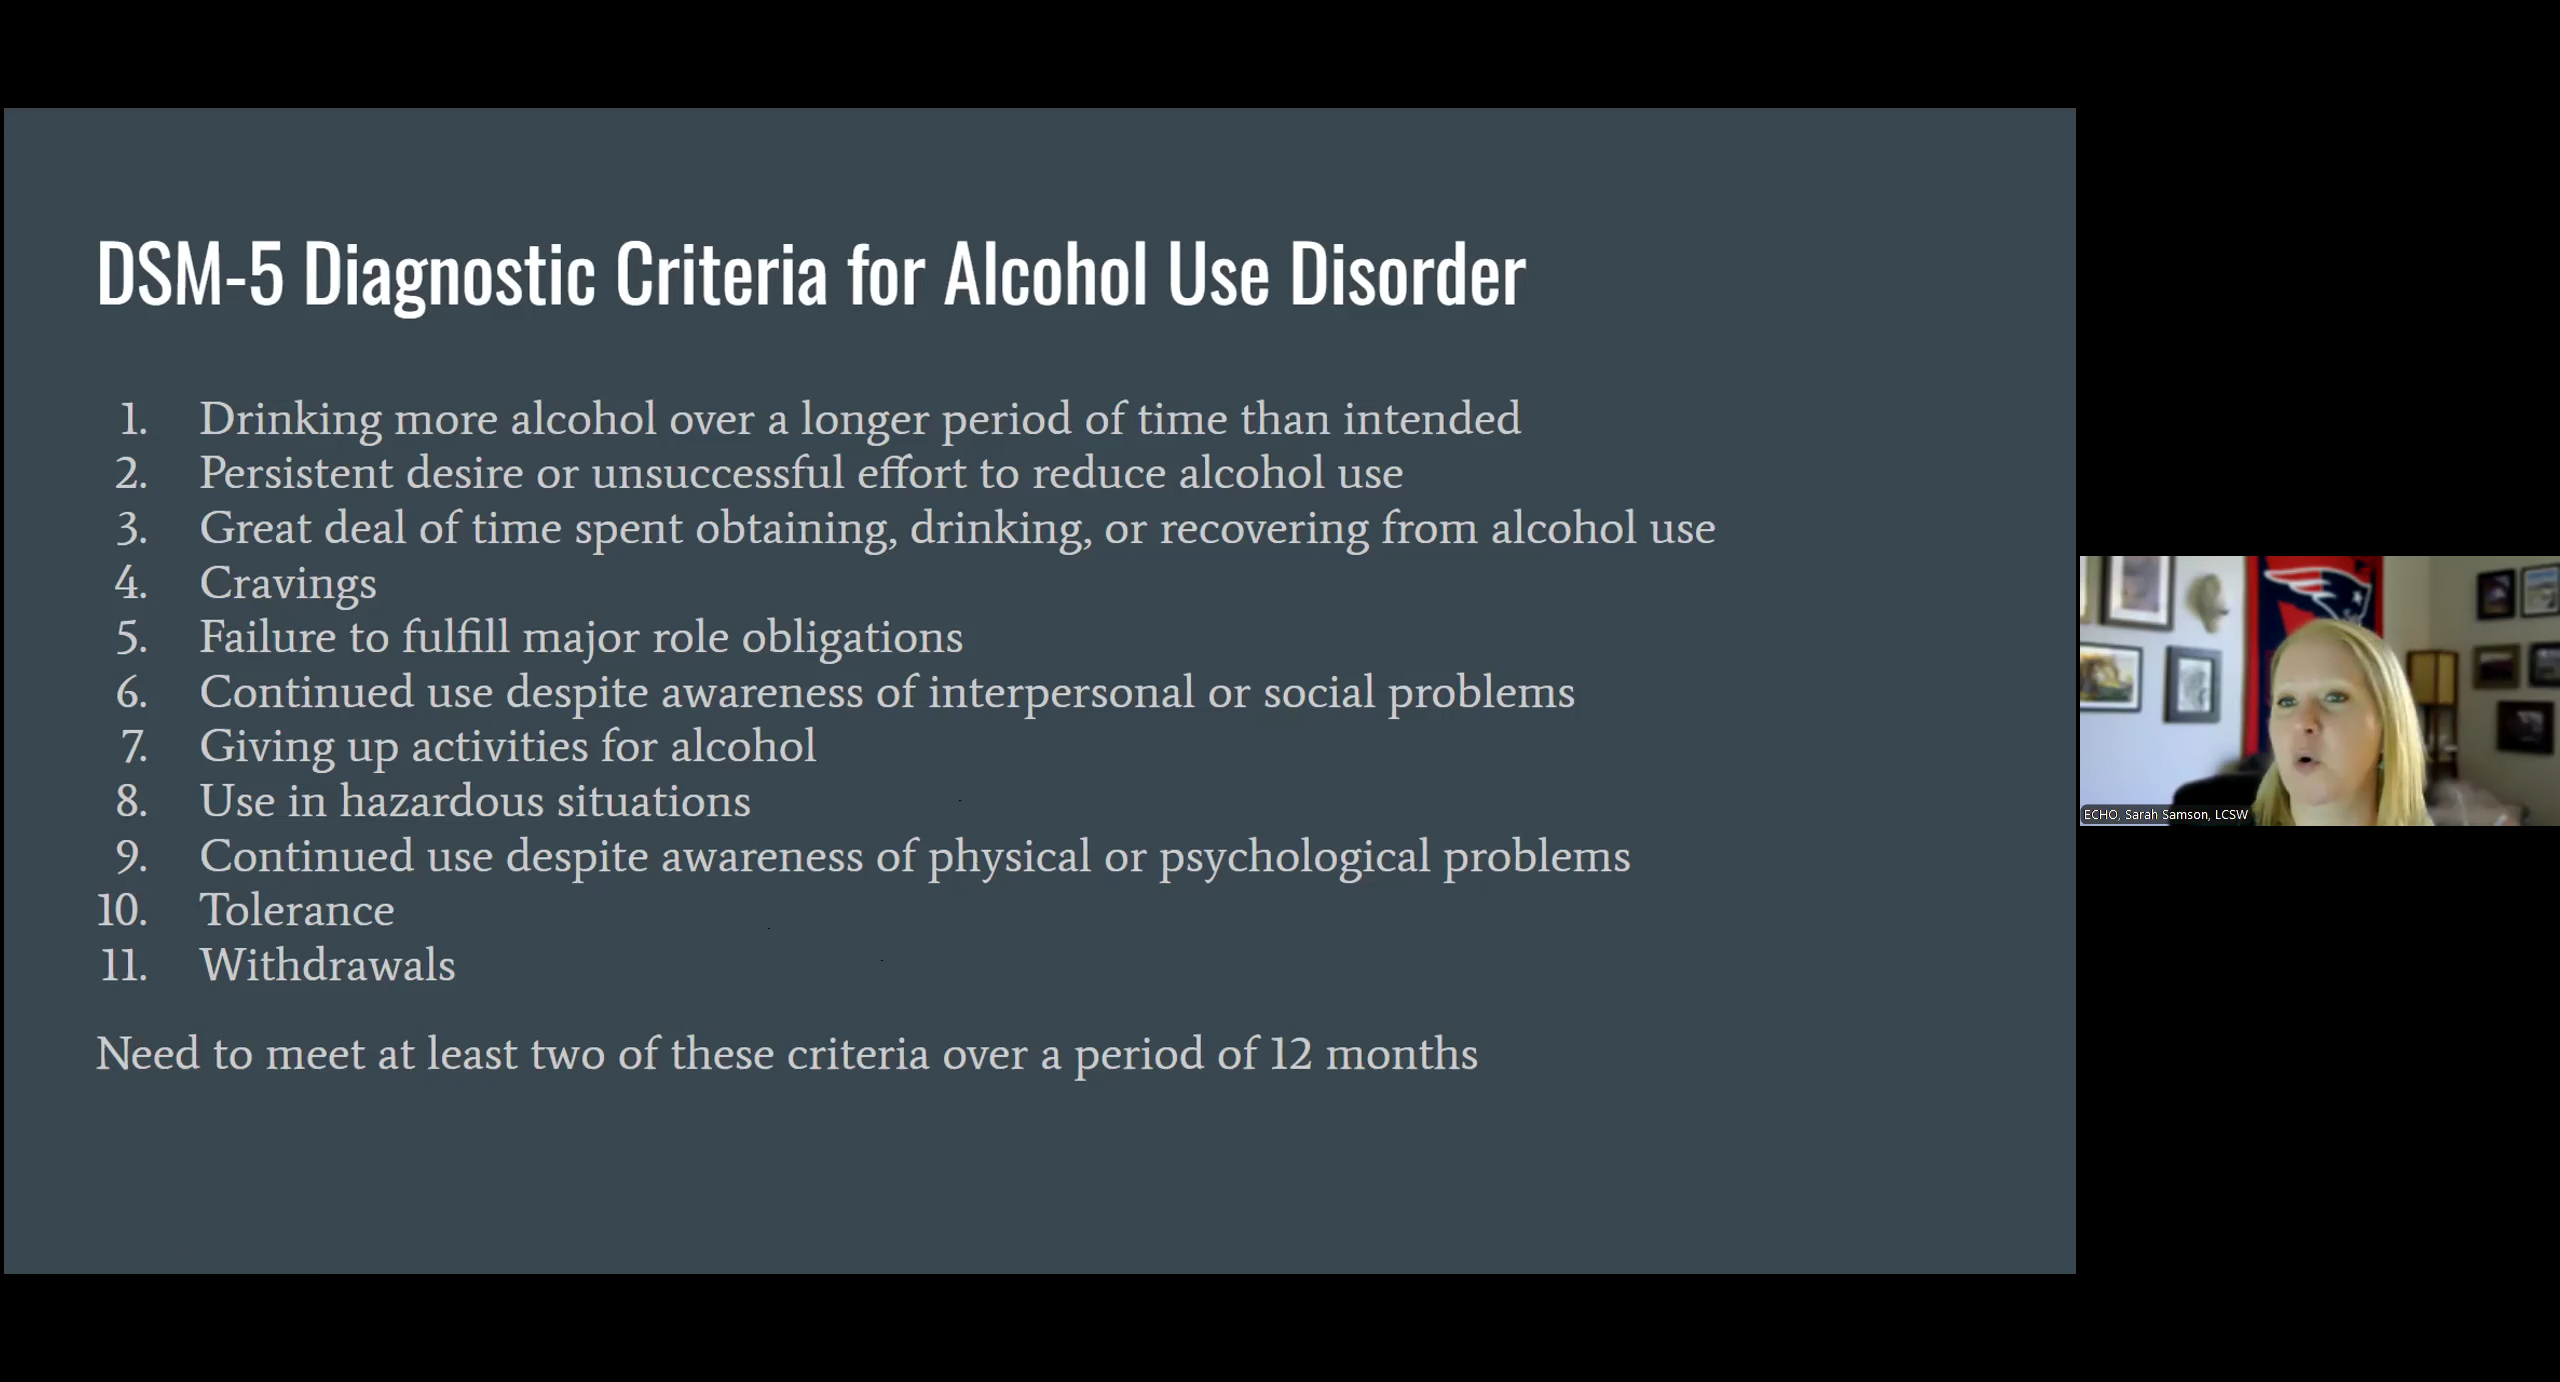 DSM-5 Diagnostic Criteria for Alcohol Use Disorder
1. Drinking more alcohol over a longer period of time than intended
2. Persistent desire or unsuccessful effort to reduce alcohol use
3. Great deal of time spent obtaining, drinking, or recovering from alcohol use
4. Cravings
5. Failure to fulfill major role obligations
6. Continued use despite awareness of interpersonal or social problems
7. Giving up activities for alcohol
8. Use in hazardous situations
9. Continued use despite awareness of physical or psychological problems
10. Tolerance
11. Withdrawals
Need to meet at least two of these criteria over a period of 12 months
ECHO, Sarah Samson, LCSW